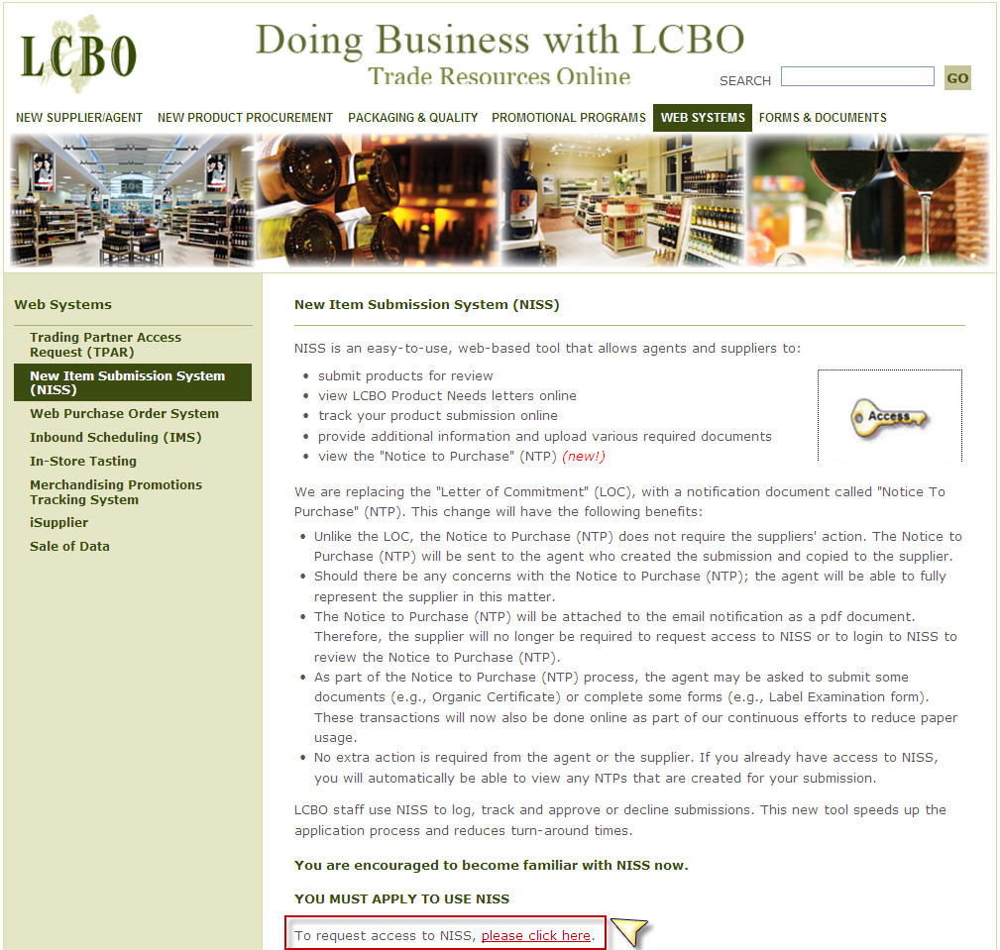 LCBO
Doing Business with LCBO
Trade Resources Online
SEARCH
GO
NEW SUPPLIER/AGENT NEW PRODUCT PROCUREMENT PACKAGING & QUALITY PROMOTIONAL PROGRAMS WEB SYSTEMS FORMS & DOCUMENTS
Web Systems
Trading Partner Access
Request (TPAR)
New Item Submission System
(NISS)
Web Purchase Order System
Inbound Scheduling (IMS)
In-Store Tasting
Merchandising Promotions
Tracking System
iSupplier
Sale of Data
New Item Submission System (NISS)
NISS is an easy-to-use, web-based tool that allows agents and suppliers to:
• submit products for review
• view LCBO Product Needs letters online
• track your product submission online
• provide additional information and upload various required documents
• view the "Notice to Purchase" (NTP) (new!)
Access
We are replacing the "Letter of Commitment" (LOC), with a notification document called "Notice To
Purchase" (NTP). This change will have the following benefits:
• Unlike the LOC, the Notice to Purchase (NTP) does not require the suppliers' action. The Notice to
Purchase (NTP) will be sent to the agent who created the submission and copied to the supplier.
• Should there be any concerns with the Notice to Purchase (NTP); the agent will be able to fully
represent the supplier in this matter.
• The Notice to Purchase (NTP) will be attached to the email notification as a pdf document.
Therefore, the supplier will no longer be required to request access to NISS or to login to NISS to
review the Notice to Purchase (NTP).
• As part of the Notice to Purchase (NTP) process, the agent may be asked to submit some
documents (e.g., Organic Certificate) or complete some forms (e.g., Label Examination form).
These transactions will now also be done online as part of our continuous efforts to reduce paper
usage.
• No extra action is required from the agent or the supplier. If you already have access to NISS,
you will automatically be able to view any NTPs that are created for your submission.
LCBO staff use NISS to log, track and approve or decline submissions. This new tool speeds up the
application process and reduces turn-around times.
You are encouraged to become familiar with NISS now.
YOU MUST APPLY TO USE NISS
To request access to NISS, please click here.